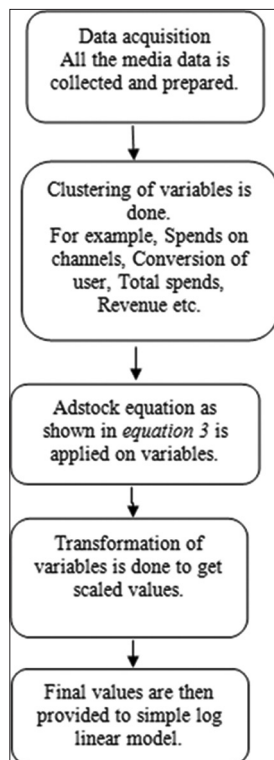 Data acquisition
All the media data is
collected and prepared.
Clustering of variables is
done.
For example, Spends on
channels, Conversion of
user, Total spends,
Revenue etc.
Adstock equation as
shown in equation 3 is
applied on variables.
Transformation of
variables is done to get
scaled values.
Final values are then
provided to simple log
linear model.